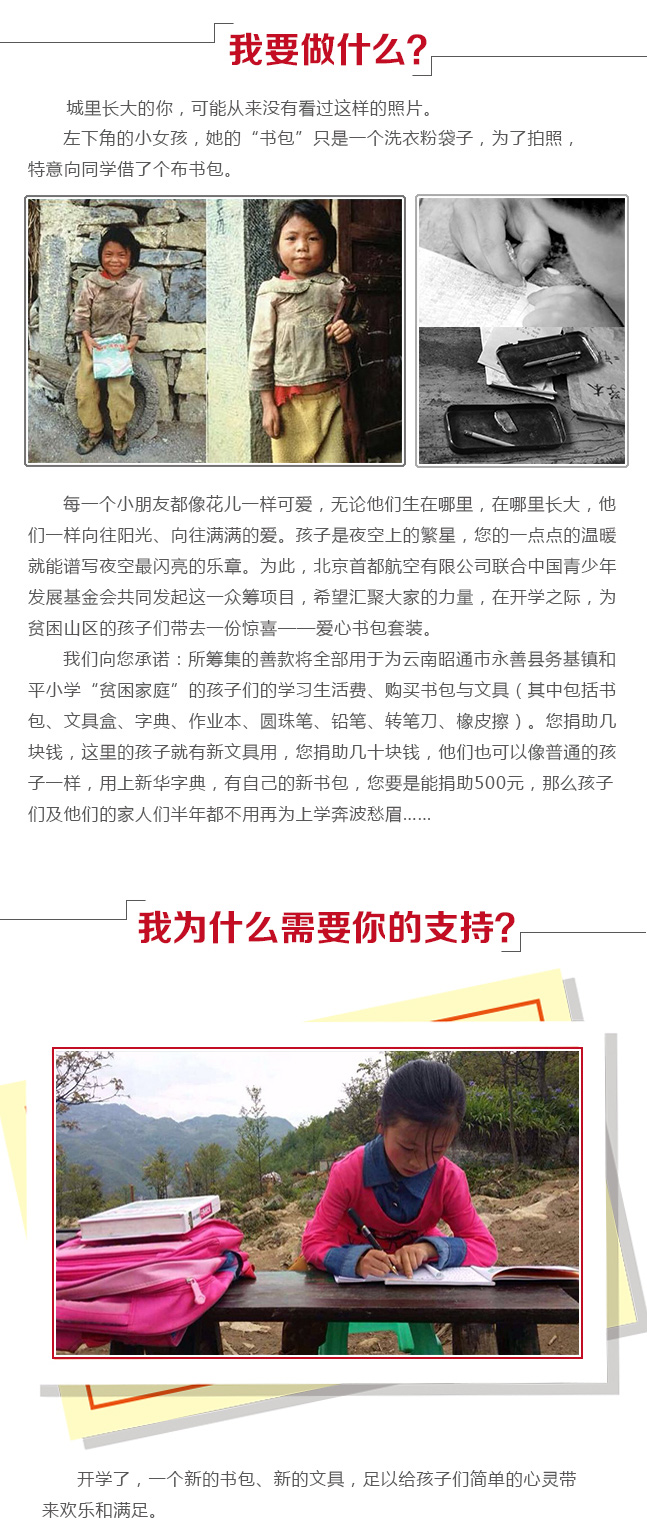 我要做什么?
城里长大的你，可能从来没有看过这样的照片。
左下角的小女孩，她的“书包”只是一个洗衣粉袋子，为了拍照，
特意向同学借了个布书包。
每一个小朋友都像花儿一样可爱，无论他们生在哪里，在哪里长大，他
们一样向往阳光、向往满满的爱。孩子是夜空上的繁星，您的一点点的温暖
就能谱写夜空最闪亮的乐章。为此，北京首都航空有限公司联合中国青少年
发展基金会共同发起这一众筹项目，希望汇聚大家的力量，在开学之际，为
贫困山区的孩子们带去一份惊喜——爱心书包套装。
我们向您承诺：所筹集的善款将全部用于为云南昭通市永善县务基镇和
平小学“贫困家庭”的孩子们的学习生活费、购买书包与文具（其中包括书
包、文具盒、字典、作业本、圆珠笔、铅笔、转笔刀、橡皮擦）。您捐助几
块钱，这里的孩子就有新文具用，您捐助几十块钱，他们也可以像普通的孩
子一样，用上新华字典，有自己的新书包，您要是能捐助500元，那么孩子
们及他们的家人们半年都不用再为上学奔波愁眉......
我为什么需要你的支持?
开学了，一个新的书包、新的文具，足以给孩子们简单的心灵带
来欢乐和满足。